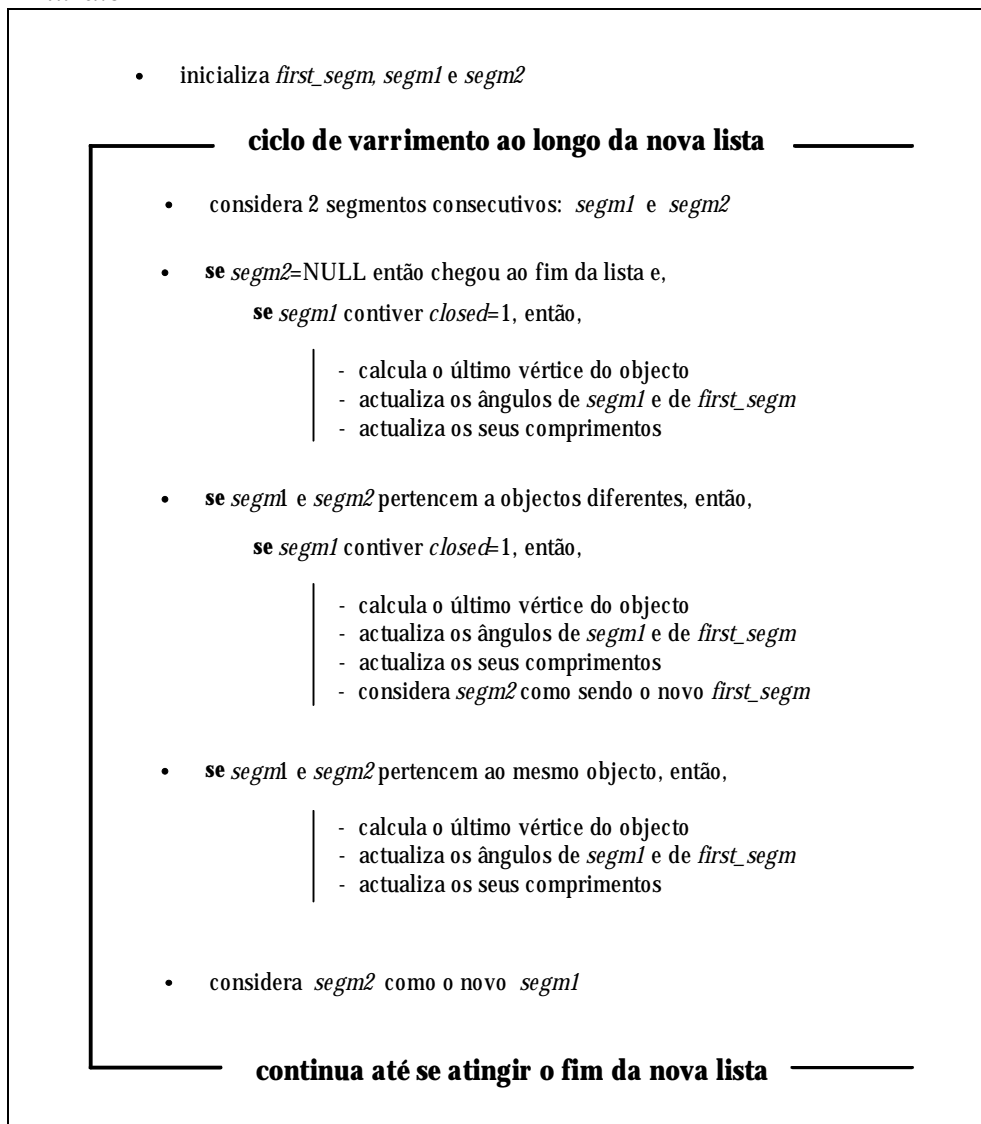 • inicializa first_segm, segm1 e segm2
ciclo de varrimento ao longo da nova lista
• considera 2 segmentos consecutivos: segm1 e segm2
• se segm2=NULL então chegou ao fim da lista e,
se segm1 contiver closed=1, então,
- calcula o último vértice do objecto
- actualiza os ângulos de segm1 e de first_segm
- actualiza os seus comprimentos
• se segm1 e segm2 pertencem a objectos diferentes, então,
se segm1 contiver closed=1, então,
- calcula o último vértice do objecto
- actualiza os ângulos de segm1 e de first_segm
- actualiza os seus comprimentos
- considera segm2 como sendo o novo first_segm
• se segm1 e segm2 pertencem ao mesmo objecto, então,
- calcula o último vértice do objecto
- actualiza os ângulos de segm1 e de first_segm
- actualiza os seus comprimentos
• considera segm2 como o novo segm1
continua até se atingir o fim da nova lista